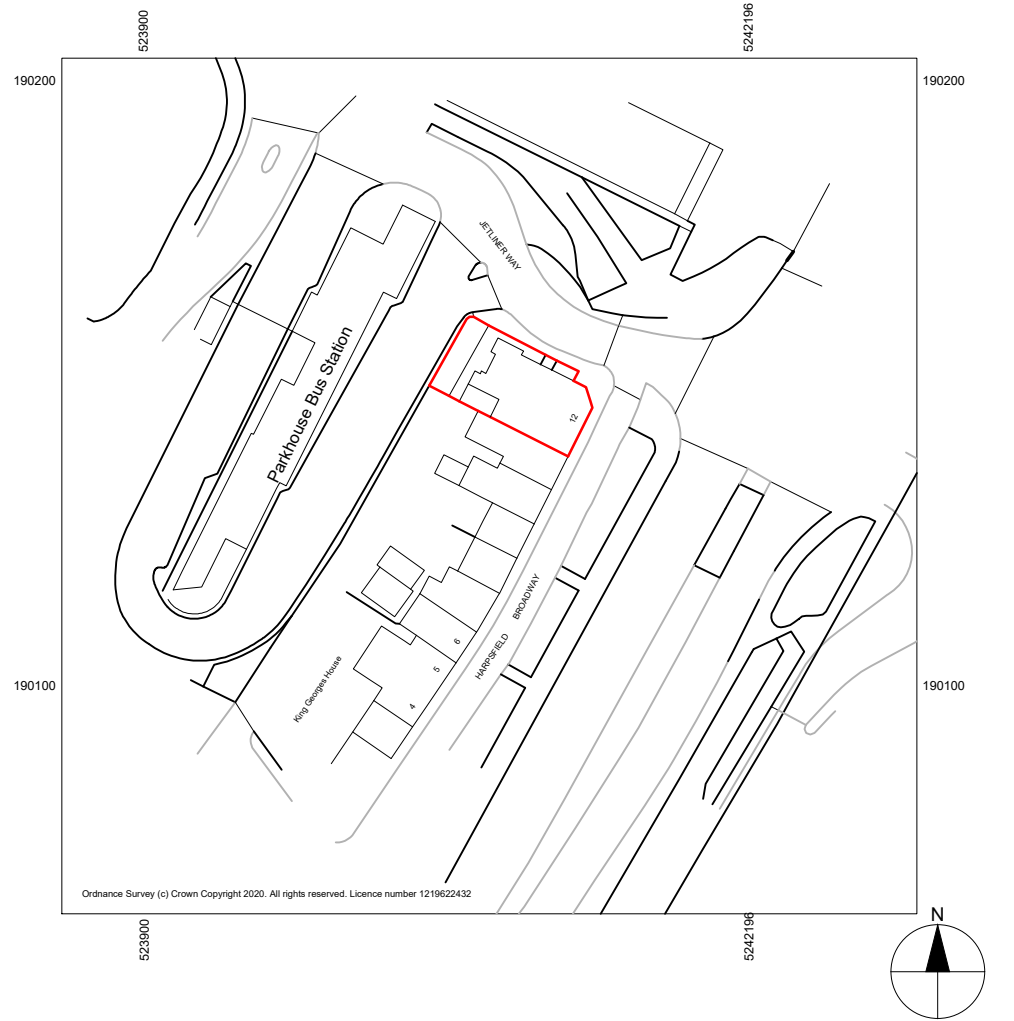 523900
5242196
190200
190200
JETLINER WAY
Parkhouse Bus Station
12
HARPSFIELD BROADWAY
6
5
4
King Georges House
190100
190100
Ordnance Survey (c) Crown Copyright 2020. All rights reserved. Licence number 1219622432
523900
5242196
N